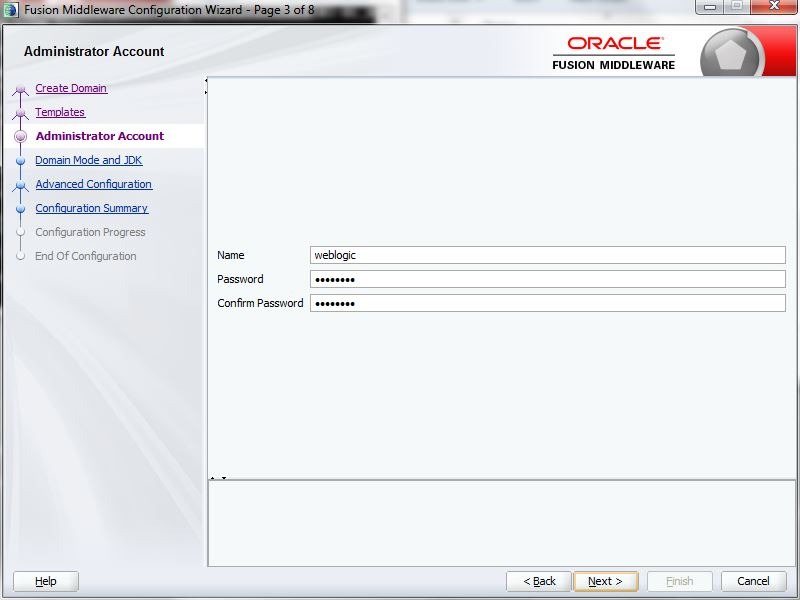 Fusion Middleware Configuration Wizard - Page 3 of 8
Administrator Account
ORACLE®
FUSION MIDDLEWARE
Create Domain
Templates
Administrator Account
Domain Mode and JDK
Advanced Configuration
Configuration Summary
Configuration Progress
End Of Configuration
Name weblogic
Password ••••••••
Confirm Password ••••••••
Help < Back Next > Finish Cancel